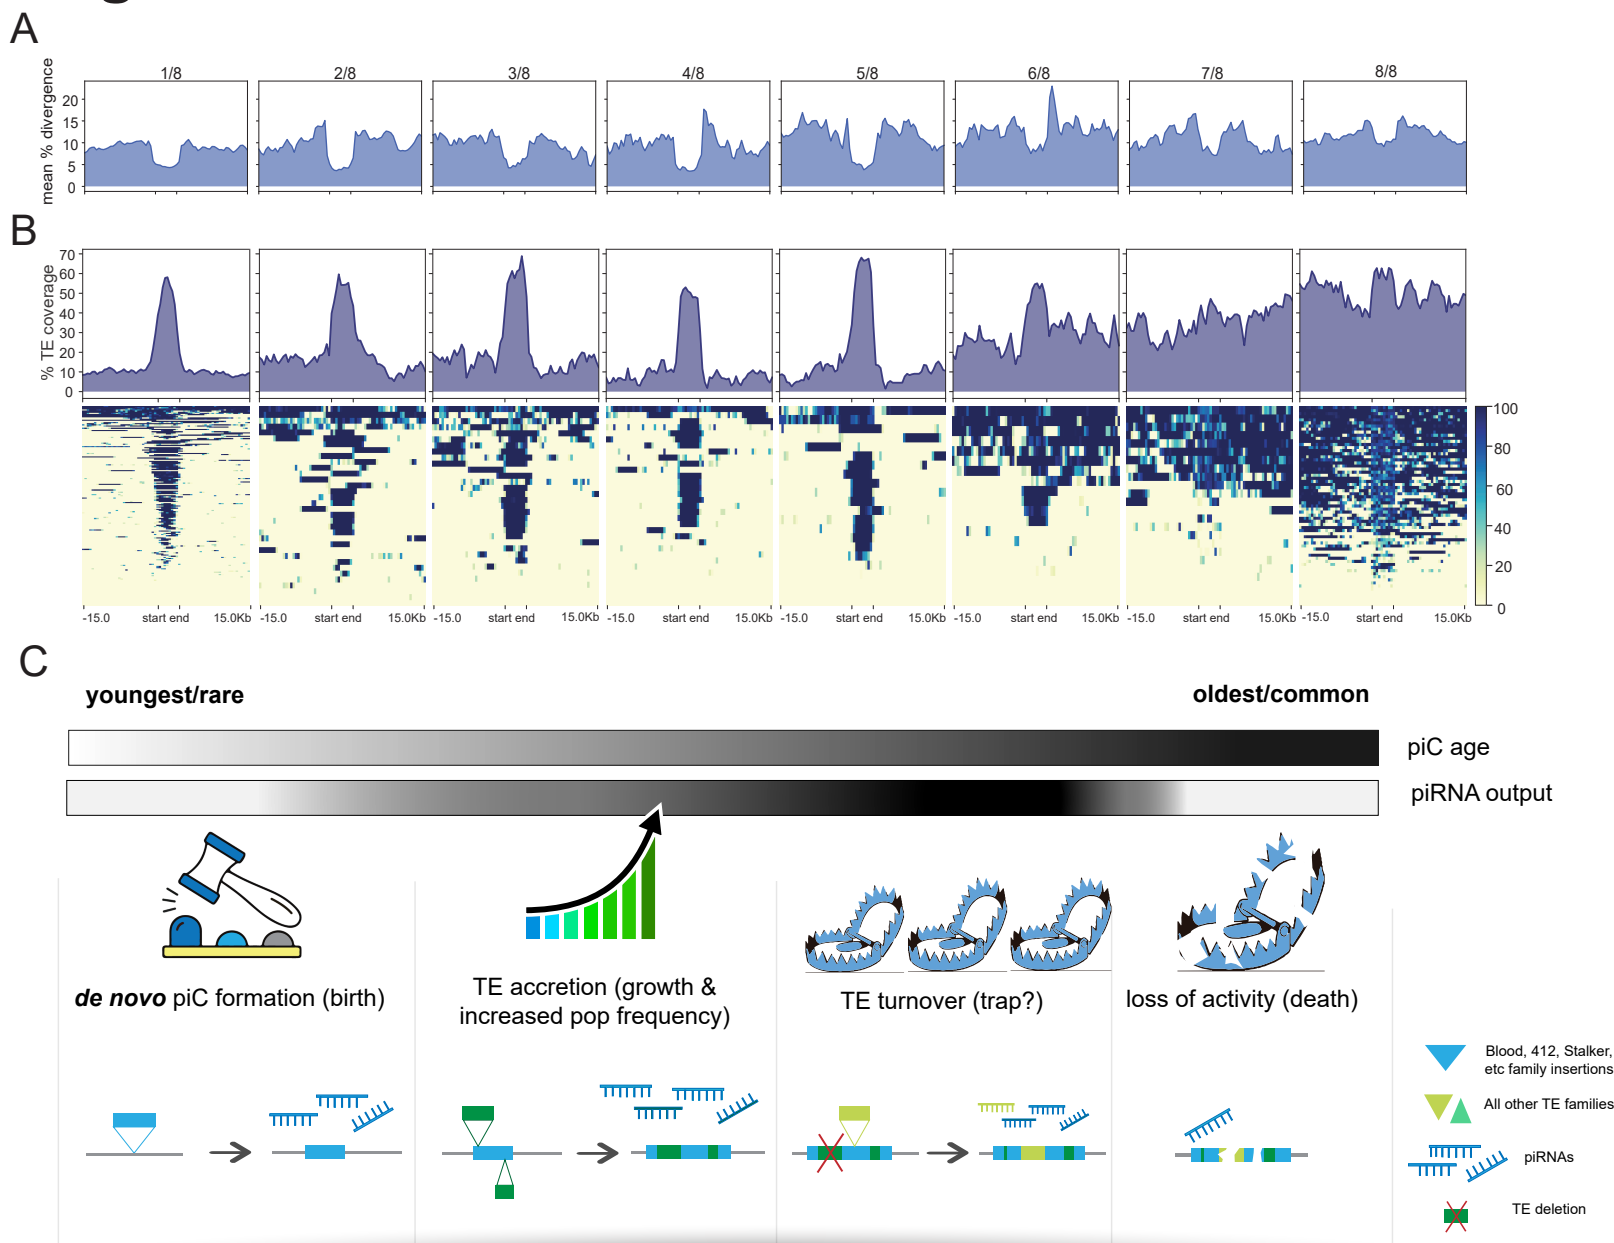 A
1/8 2/8 3/8 4/8 5/8 6/8 7/8 8/8
mean % divergence
20
15
10
5
0
B
% TE coverage
70
60
50
40
30
20
10
0
100
80
60
40
20
0
-15.0 start end 15.0Kb -15.0 start end 15.0Kb -15.0 start end 15.0Kb -15.0 start end 15.0Kb -15.0 start end 15.0Kb -15.0 start end 15.0Kb -15.0 start end 15.0Kb -15.0 start end 15.0Kb
C
youngest/rare oldest/common
piC age
piRNA output
de novo piC formation (birth)
TE accretion (growth &
increased pop frequency)
TE turnover (trap?)
loss of activity (death)
Blood, 412, Stalker,
etc family insertions
All other TE families
piRNAs
TE deletion